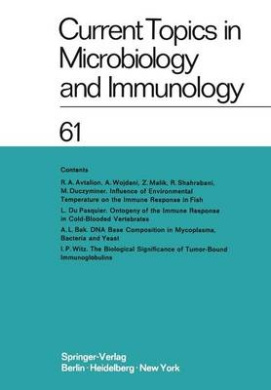 Current Topics in
Microbiology
and Immunology
61
Contents
R. A. Avtalion, A. Wojdani, Z. Malik, R. Shahrabani,
M. Duczyminer. Influence of Environmental
Temperature on the Immune Response in Fish
L. Du Pasquier. Ontogeny of the Immune Response
in Cold-Blooded Vertebrates
A. L. Bak. DNA Base Composition in Mycoplasma,
Bacteria and Yeast
I. P. Witz. The Biological Significance of Tumor-Bound
Immunoglobulins
Springer-Verlag
Berlin · Heidelberg · New York